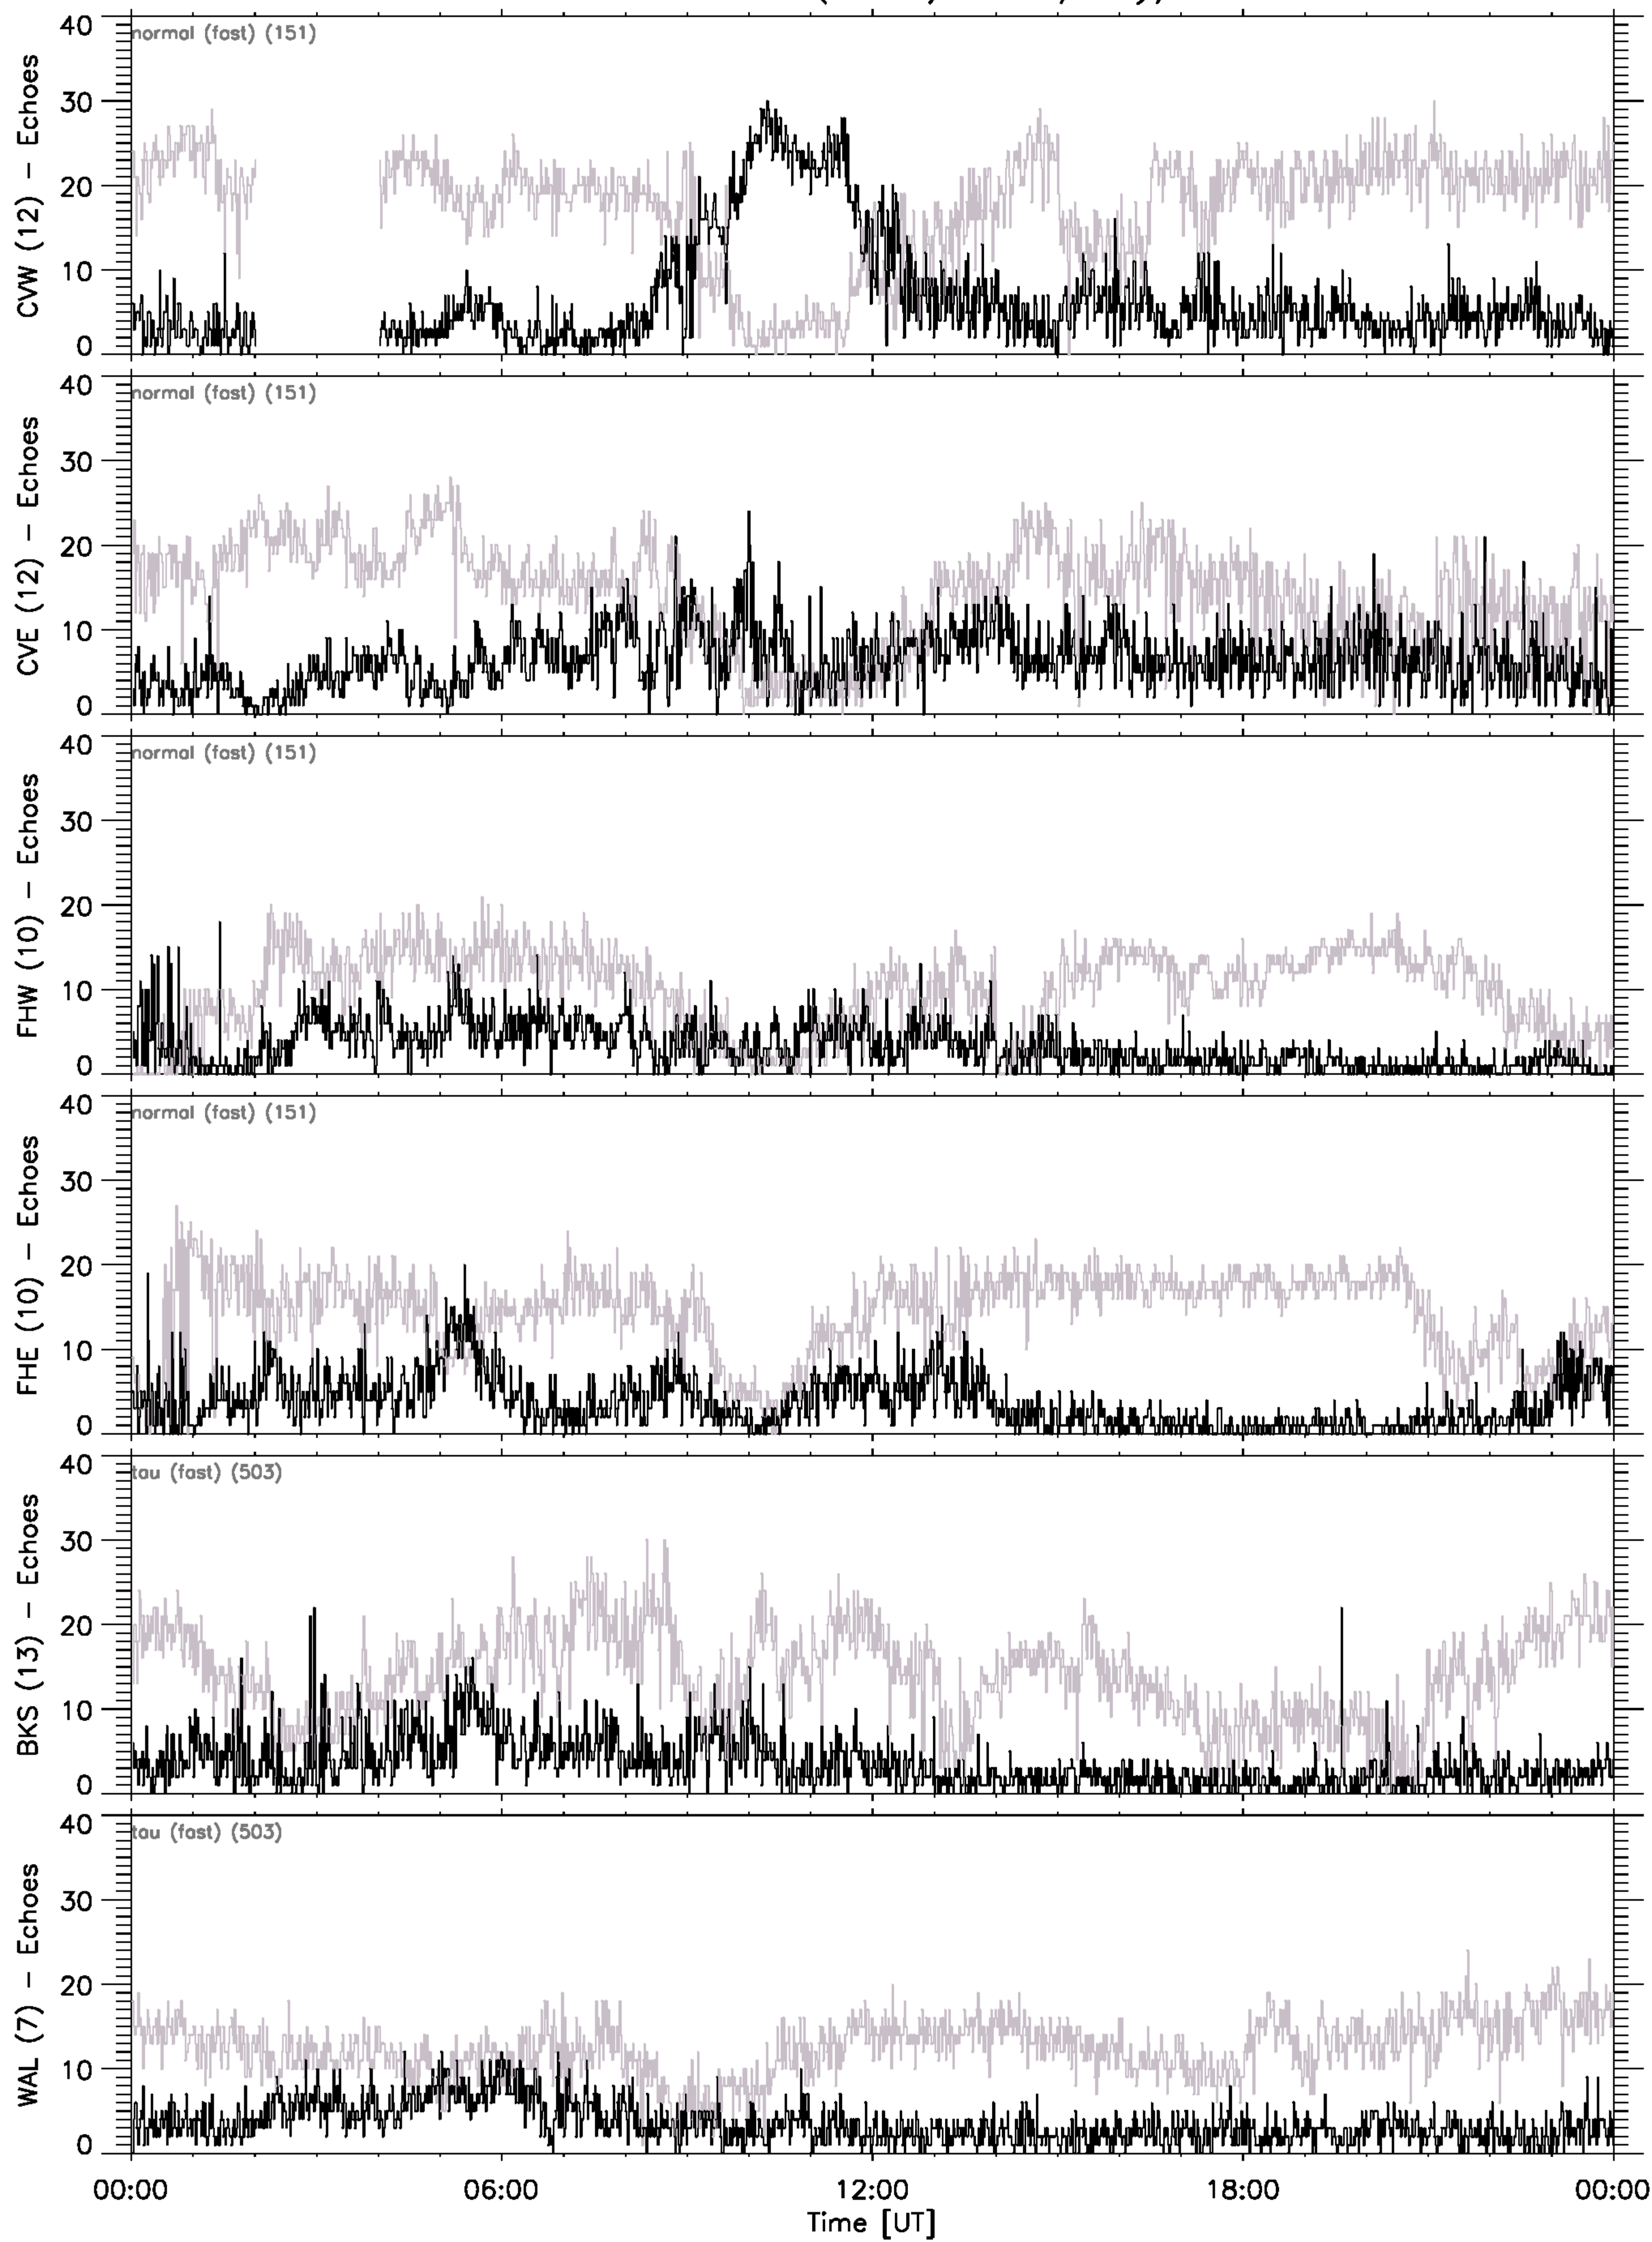 CVW (12) – Echoes
normal (fast) (151)
40
30
20
10
0
CVE (12) – Echoes
normal (fast) (151)
40
30
20
10
0
FHW (10) – Echoes
normal (fast) (151)
40
30
20
10
0
FHE (10) – Echoes
normal (fast) (151)
40
30
20
10
0
BKS (13) – Echoes
tau (fast) (503)
40
30
20
10
0
WAL (7) – Echoes
tau (fast) (503)
40
30
20
10
0
00:00 06:00 12:00 18:00 00:00
Time [UT]